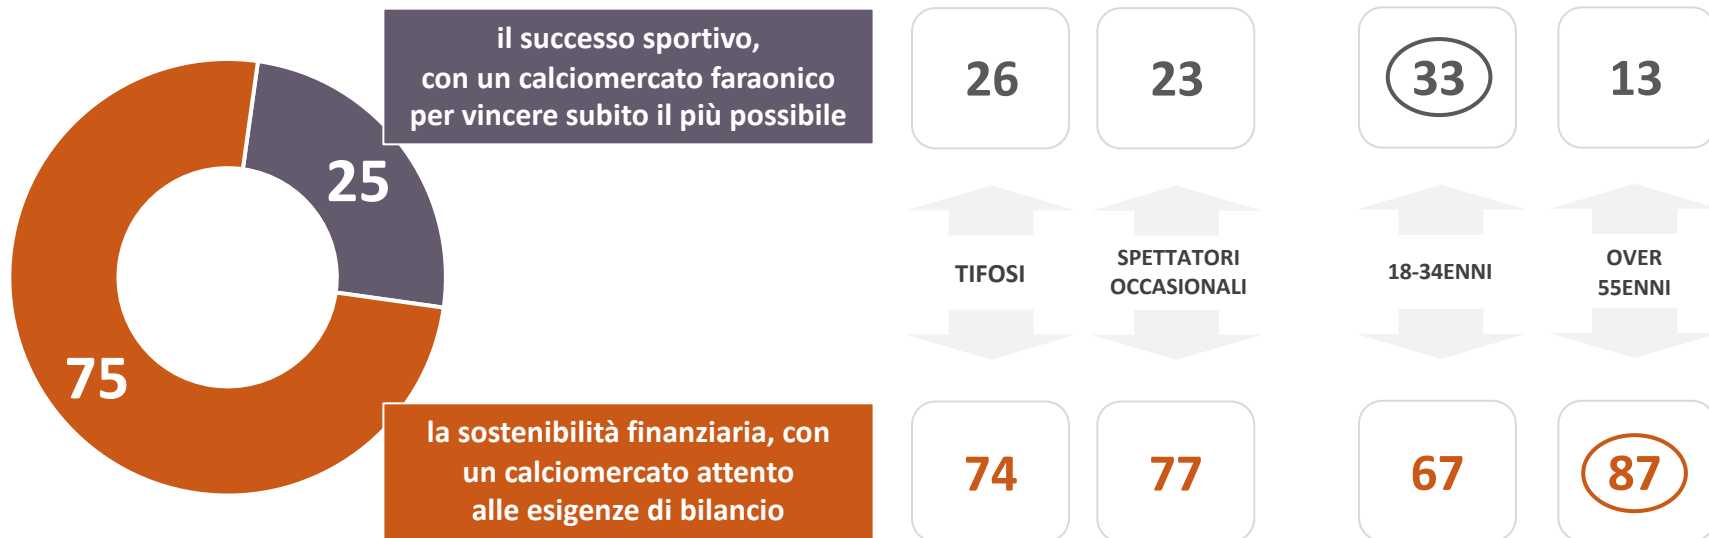 il successo sportivo,
con un calciomercato faraonico
per vincere subito il più possibile
25
75
la sostenibilità finanziaria, con
un calciomercato attento
alle esigenze di bilancio
26
23
33
13
TIFOSI
SPETTATORI
OCCASIONALI
18-34ENNI
OVER
55ENNI
74
77
67
87